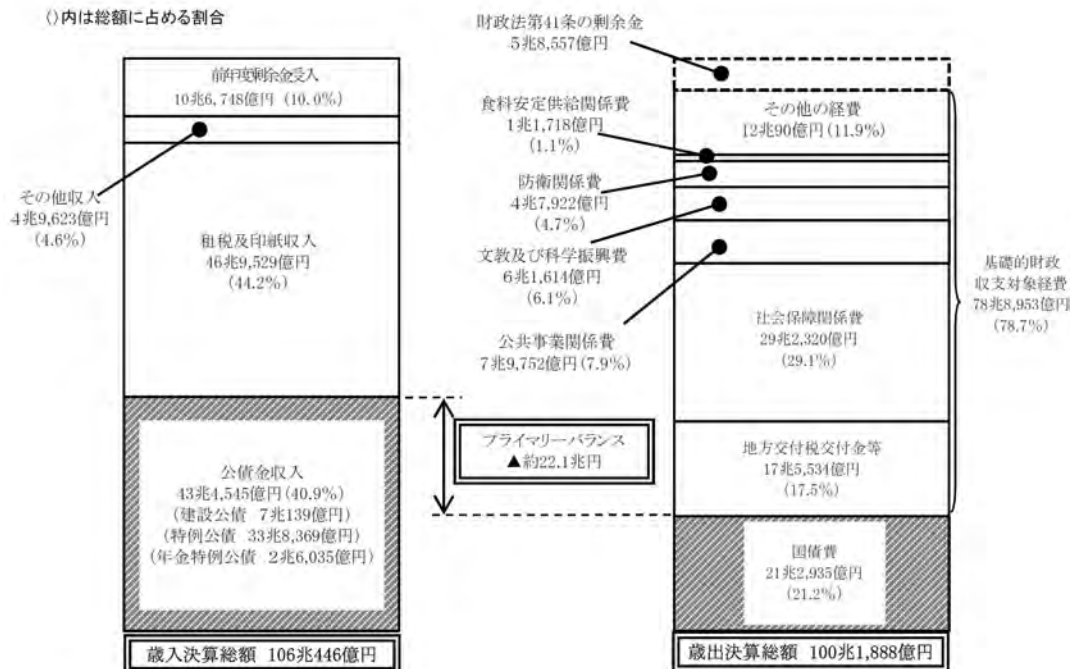 ()内は総額に占める割合
前年度剰余金受入
10兆6,748億円 (10.0%)
その他収入
4兆9,623億円
(4.6%)
租税及印紙収入
46兆9,529億円
(44.2%)
公債金収入
43兆4,545億円(40.9%)
(建設公債 7兆139億円)
(特例公債 33兆8,369億円)
(年金特例公債 2兆6,035億円)
歳入決算総額 106兆446億円
プライマリーバランス
▲約22.1兆円
財政法第41条の剰余金
5兆8,557億円
その他の経費
12兆90億円(11.9%)
食料安定供給関係費
1兆1,718億円
(1.1%)
防衛関係費
4兆7,922億円
(4.7%)
文教及び科学振興費
6兆1,614億円
(6.1%)
公共事業関係費
7兆9,752億円(7.9%)
社会保障関係費
29兆2,320億円
(29.1%)
地方交付税交付金等
17兆5,534億円
(17.5%)
国債費
21兆2,935億円
(21.2%)
歳出決算総額 100兆1,888億円
基礎的財政
収支対象経費
78兆8,953億円
(78.7%)